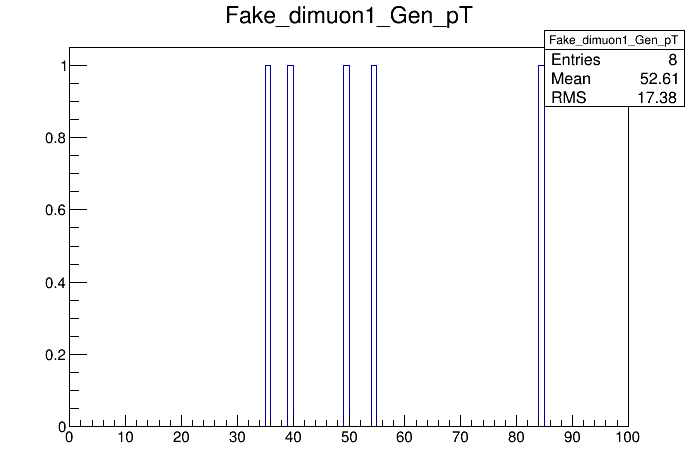 Fake_dimuon1_Gen_pT
Fake_dimuon1_Gen_pT
Entries 8
Mean 52.61
RMS 17.38
1
0.8
0.6
0.4
0.2
0
0 10 20 30 40 50 60 70 80 90 100